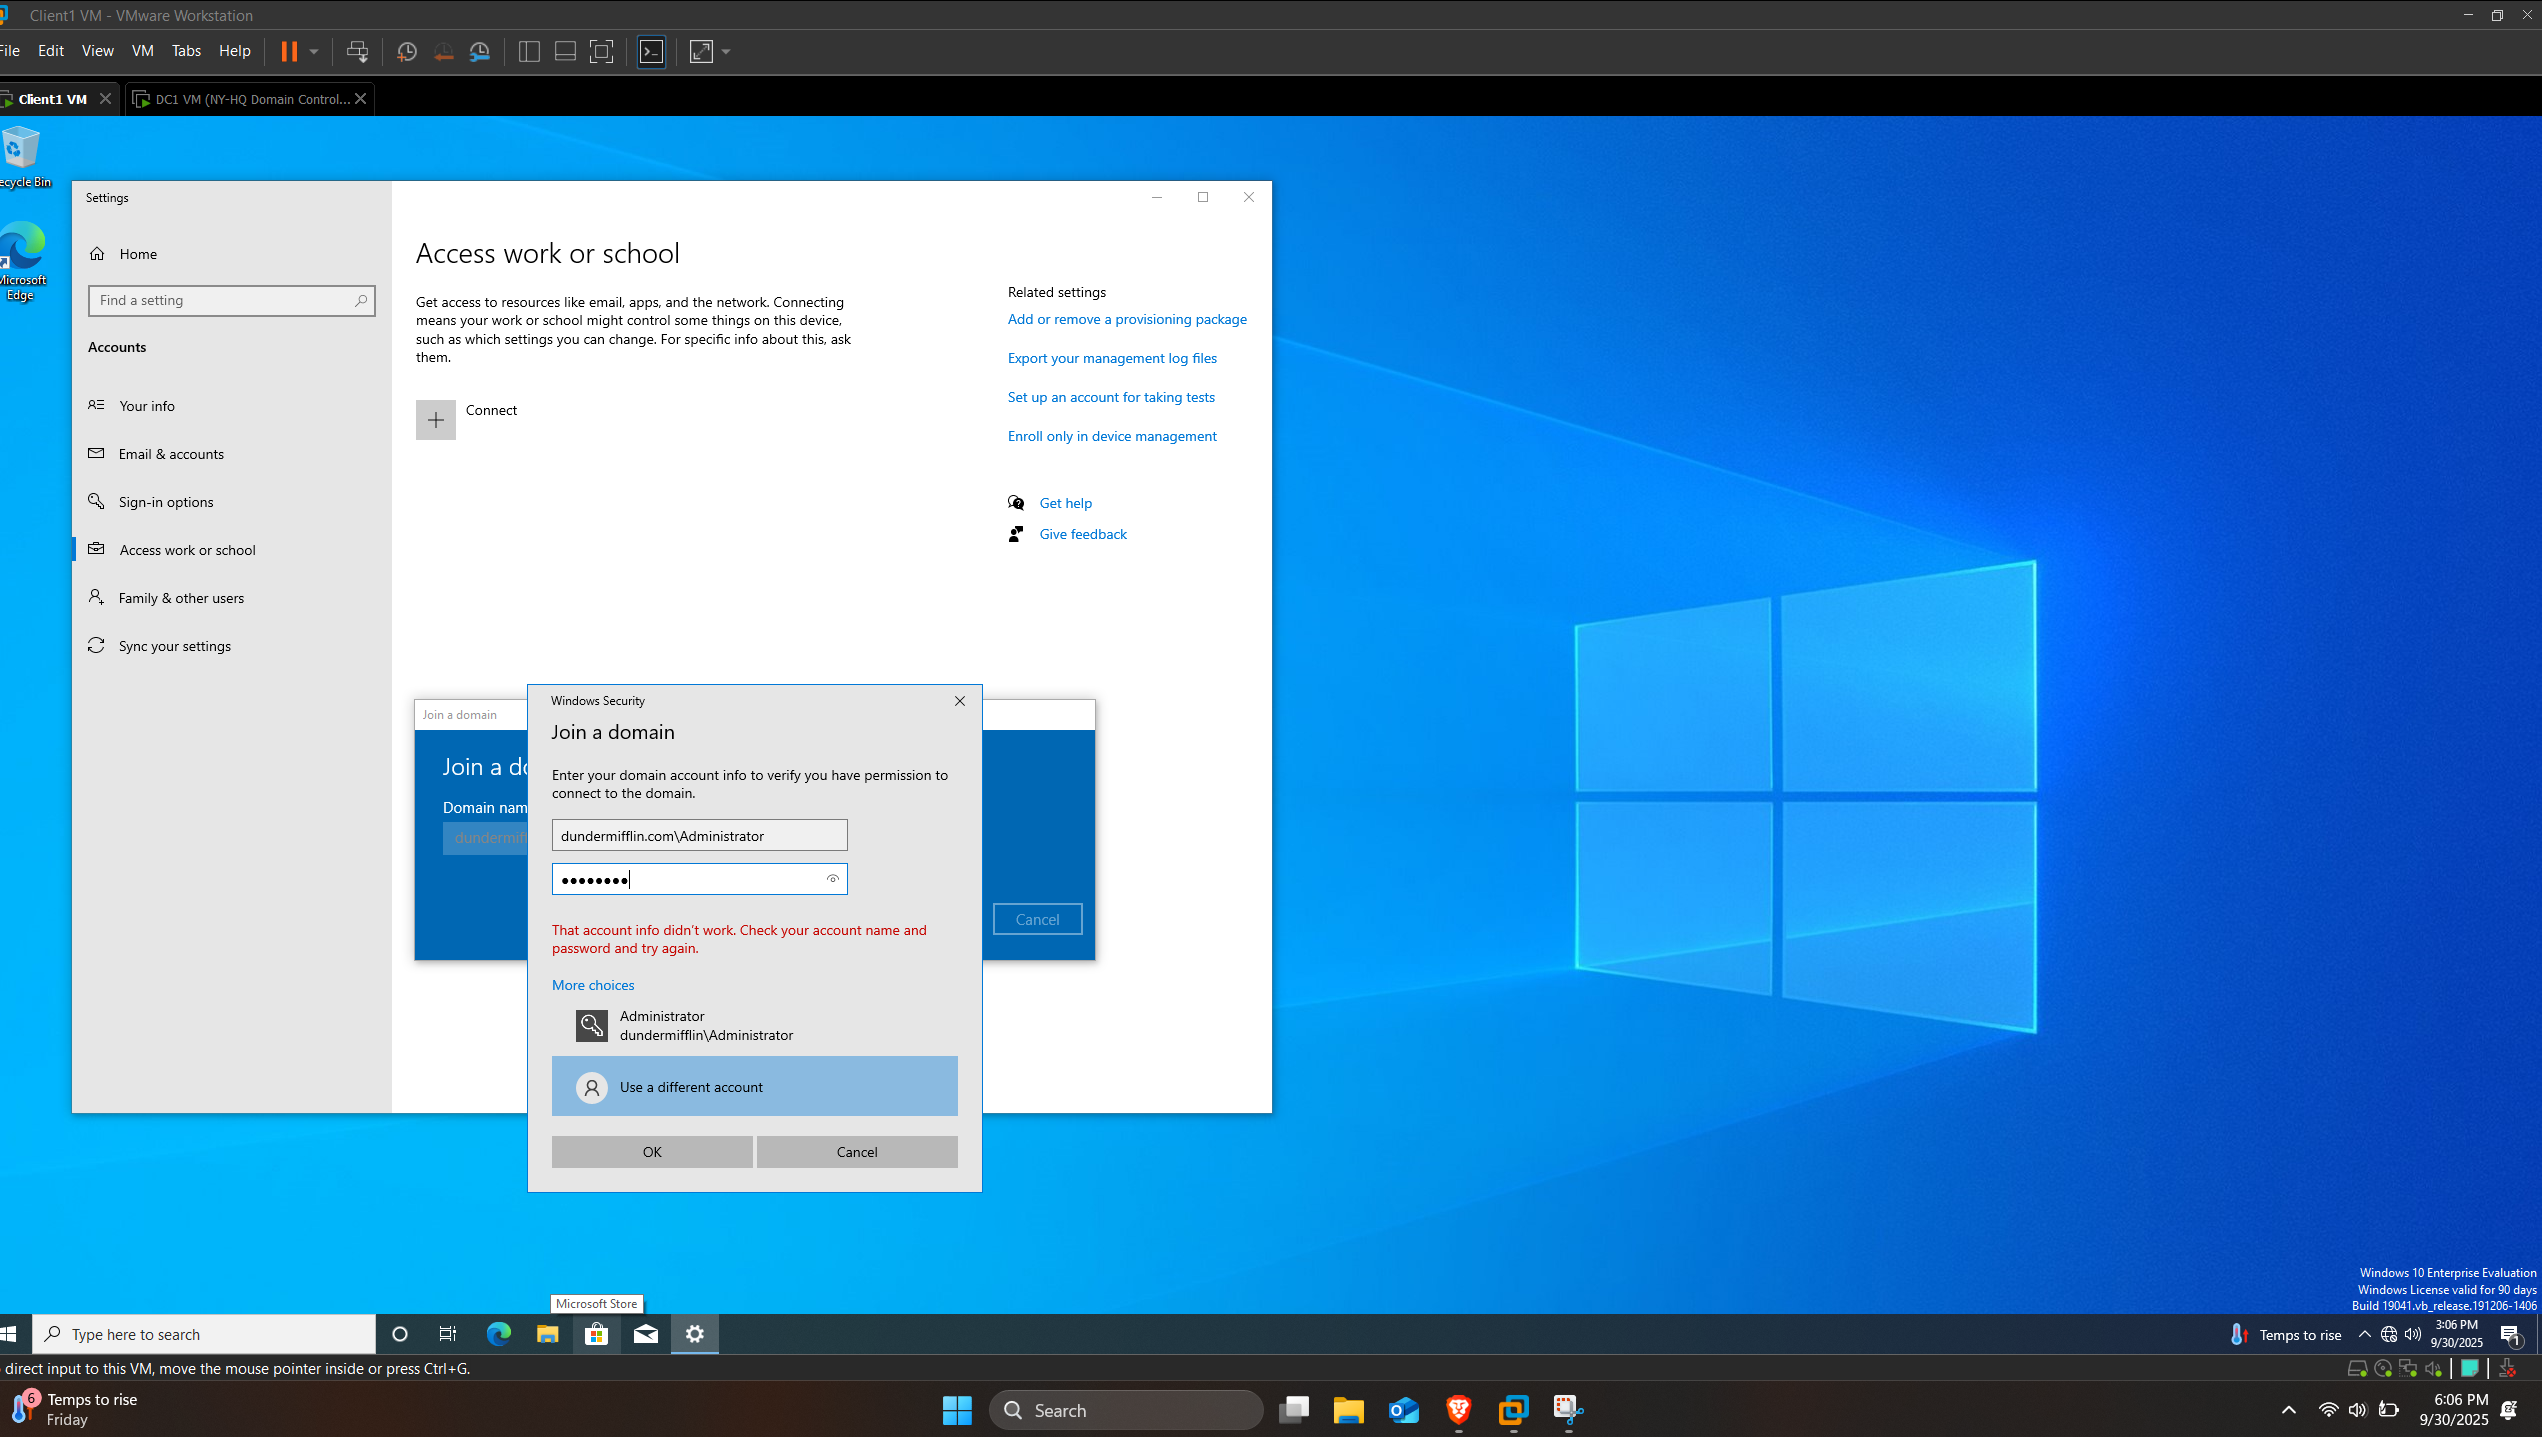 Client1 VM - VMware Workstation
File Edit View VM Tabs Help
Client1 VM
DC1 VM (NY-HQ Domain Control...
Recycle Bin
Microsoft
Edge
Settings
Home
Find a setting
Accounts
Your info
Email & accounts
Sign-in options
Access work or school
Family & other users
Sync your settings
Access work or school
Get access to resources like email, apps, and the network. Connecting
means your work or school might control some things on this device,
such as which settings you can change. For specific info about this, ask
them.
Connect
Related settings
Add or remove a provisioning package
Export your management log files
Set up an account for taking tests
Enroll only in device management
Get help
Give feedback
Join a domain
Join a do
Domain nam
dundermiff
Cancel
Windows Security
Join a domain
Enter your domain account info to verify you have permission to
connect to the domain.
dundermifflin.com\Administrator
●●●●●●●●
That account info didn't work. Check your account name and
password and try again.
More choices
Administrator
dundermifflin\Administrator
Use a different account
OK
Cancel
Windows 10 Enterprise Evaluation
Windows License valid for 90 days
Build 19041.vb_release.191206-1406
Microsoft Store
Type here to search
Temps to rise
3:06 PM
9/30/2025
1
direct input to this VM, move the mouse pointer inside or press Ctrl+G.
6
Temps to rise
Friday
Search
6:06 PM
9/30/2025